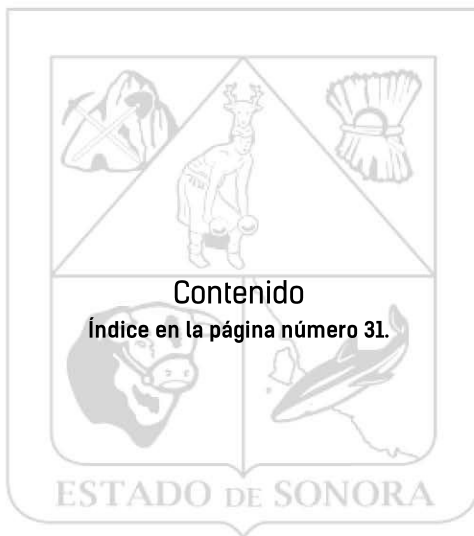 Contenido
Índice en la página número 31.
ESTADO DE SONORA